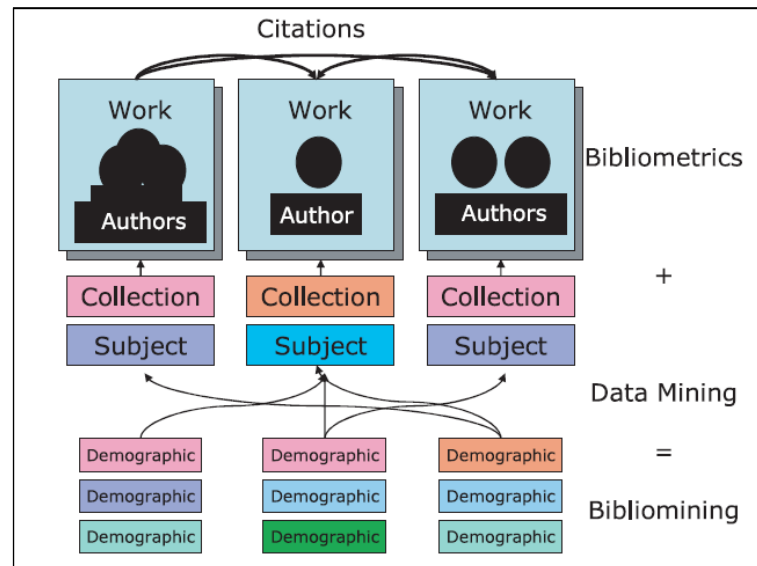 Citations
Work Work Work
Bibliometrics
Authors Author Authors
Collection Collection Collection
+
Subject Subject Subject
Data Mining
Demographic Demographic Demographic
=
Demographic Demographic Demographic
Bibliomining
Demographic Demographic Demographic